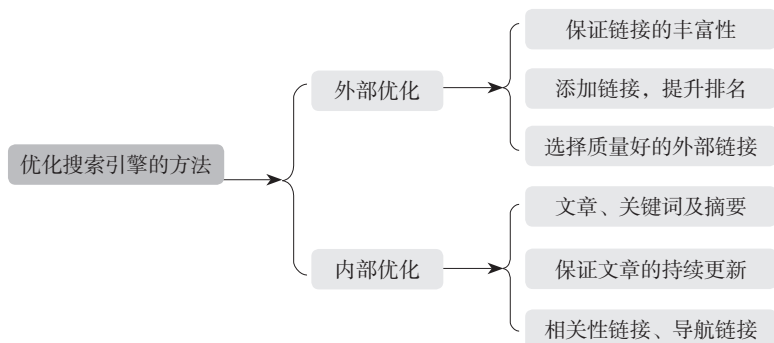 优化搜索引擎的方法
外部优化
保证链接的丰富性
添加链接，提升排名
选择质量好的外部链接
内部优化
文章、关键词及摘要
保证文章的持续更新
相关性链接、导航链接